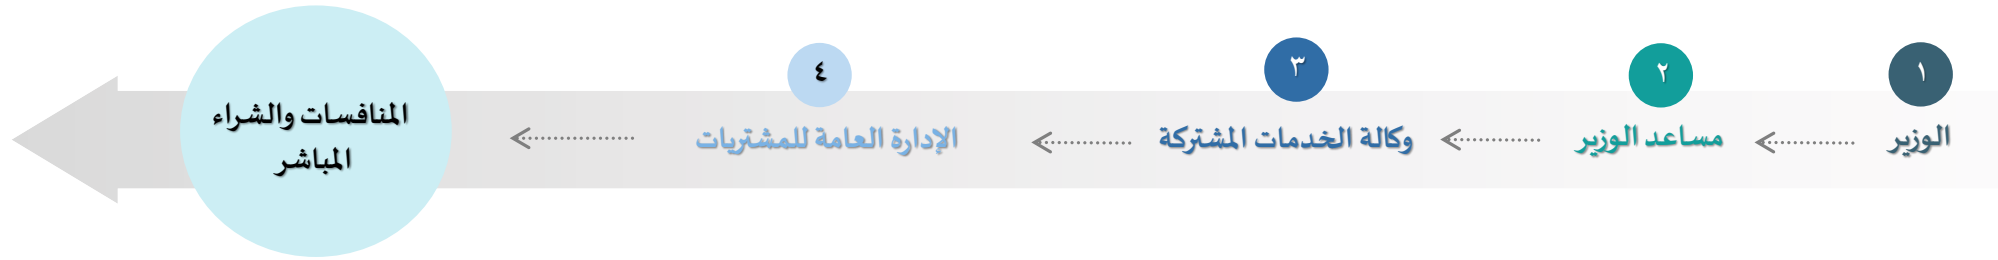 ١
الوزير
٢
مساعد الوزير
٣
وكالة الخدمات المشتركة
٤
الإدارة العامة للمشتريات
المنافسات والشراء
المباشر